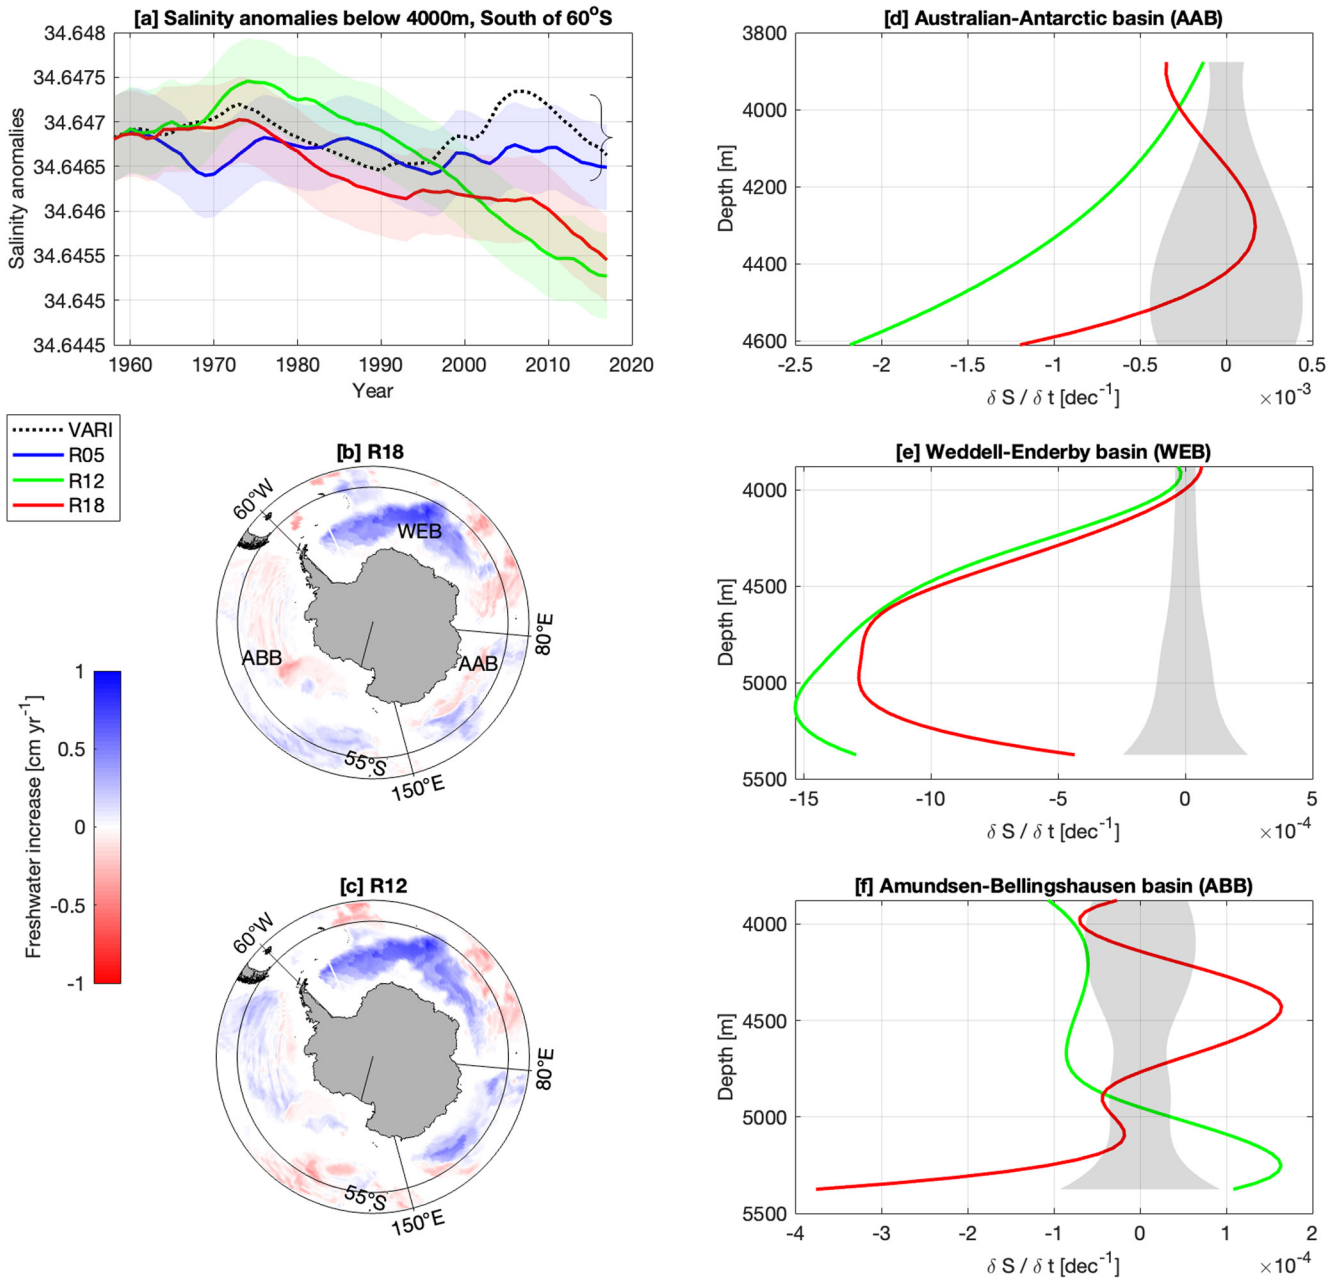 [a] Salinity anomalies below 4000m, South of 60°S
34.648
34.6475
34.647
34.6465
34.646
34.6455
34.645
34.6445
Salinity anomalies
1960 1970 1980 1990 2000 2010 2020
Year
VARI
R05
R12
R18
[b] R18
60°W
WEB
ABB
AAB
80°E
55°S
150°E
1
0.5
0
-0.5
-1
Freshwater increase [cm yr⁻¹]
[c] R12
60°W
80°E
55°S
150°E
[d] Australian-Antarctic basin (AAB)
3800
4000
4200
4400
4600
Depth [m]
-2.5 -2 -1.5 -1 -0.5 0 0.5
δ S / δ t [dec⁻¹] ×10⁻³
[e] Weddell-Enderby basin (WEB)
4000
4500
5000
5500
Depth [m]
-15 -10 -5 0 5
δ S / δ t [dec⁻¹] ×10⁻⁴
[f] Amundsen-Bellingshausen basin (ABB)
4000
4500
5000
5500
Depth [m]
-4 -3 -2 -1 0 1 2
δ S / δ t [dec⁻¹] ×10⁻⁴